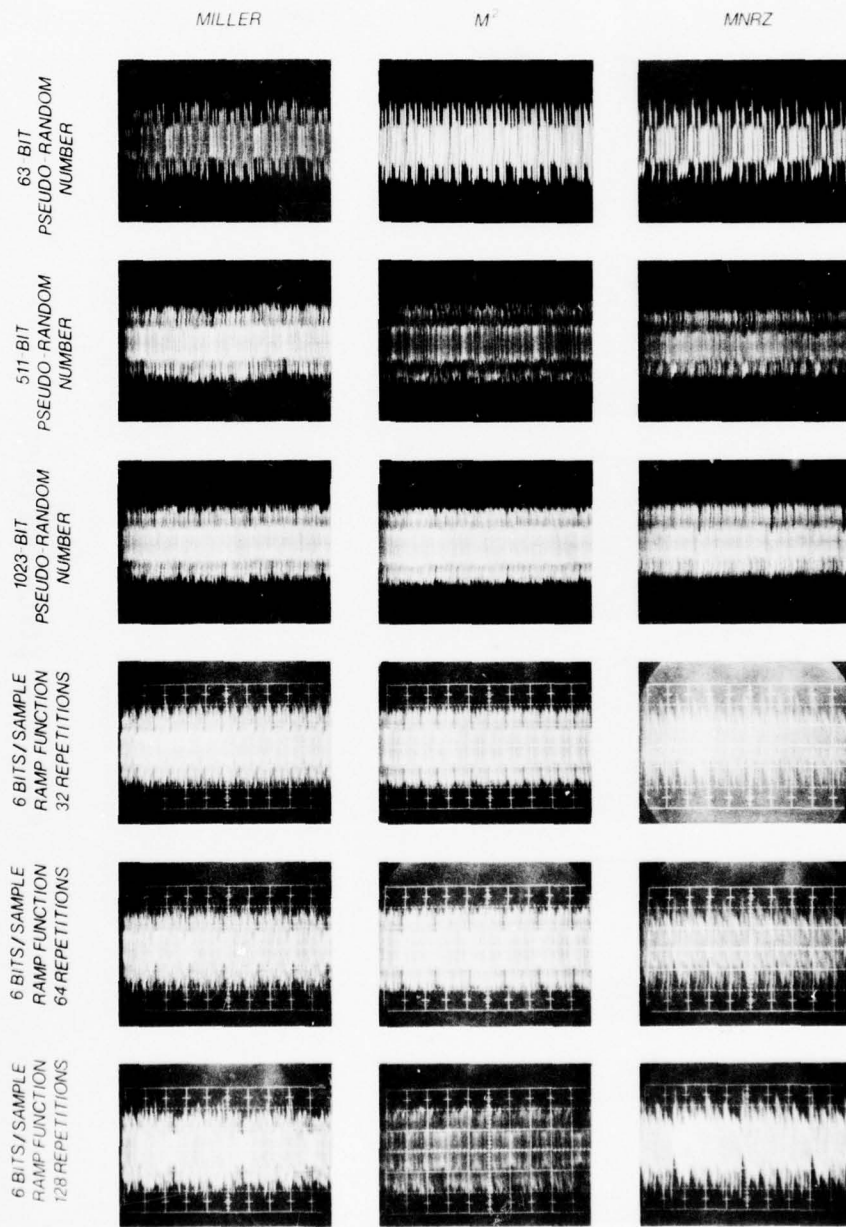 MILLER M² MNRZ
63-BIT
PSEUDO-RANDOM
NUMBER
511-BIT
PSEUDO-RANDOM
NUMBER
1023-BIT
PSEUDO-RANDOM
NUMBER
6 BITS/SAMPLE
RAMP FUNCTION
32 REPETITIONS
6 BITS/SAMPLE
RAMP FUNCTION
64 REPETITIONS
6 BITS/SAMPLE
RAMP FUNCTION
128 REPETITIONS